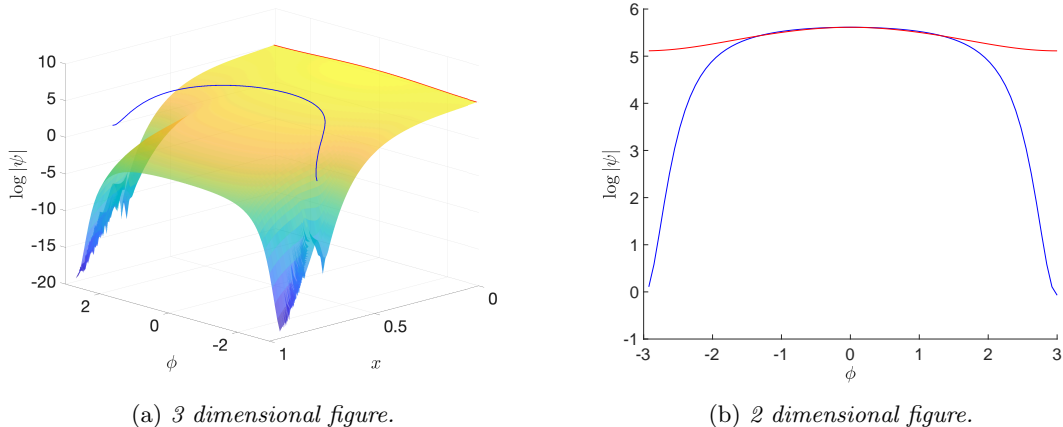 10
5
0
-5
-10
-15
-20
log |ψ|
2
0
-2
ϕ
1
0.5
0
x
(a) 3 dimensional figure.
6
5
4
3
2
1
0
-1
log |ψ|
-3 -2 -1 0 1 2 3
ϕ
(b) 2 dimensional figure.